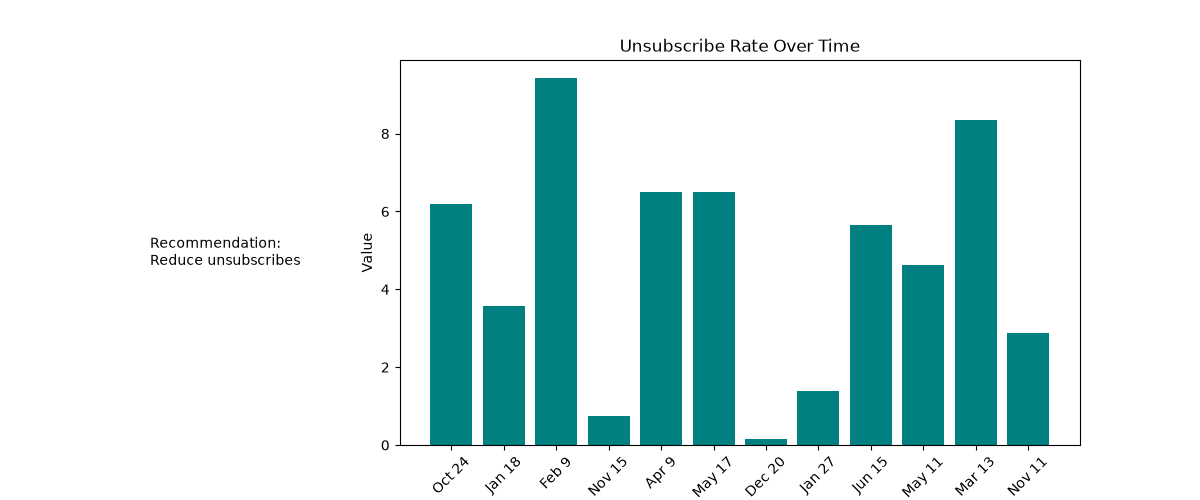 Unsubscribe Rate Over Time
Recommendation:
Reduce unsubscribes
Value
8
6
4
2
0
Oct 24
Jan 18
Feb 9
Nov 15
Apr 9
May 17
Dec 20
Jan 27
Jun 15
May 11
Mar 13
Nov 11